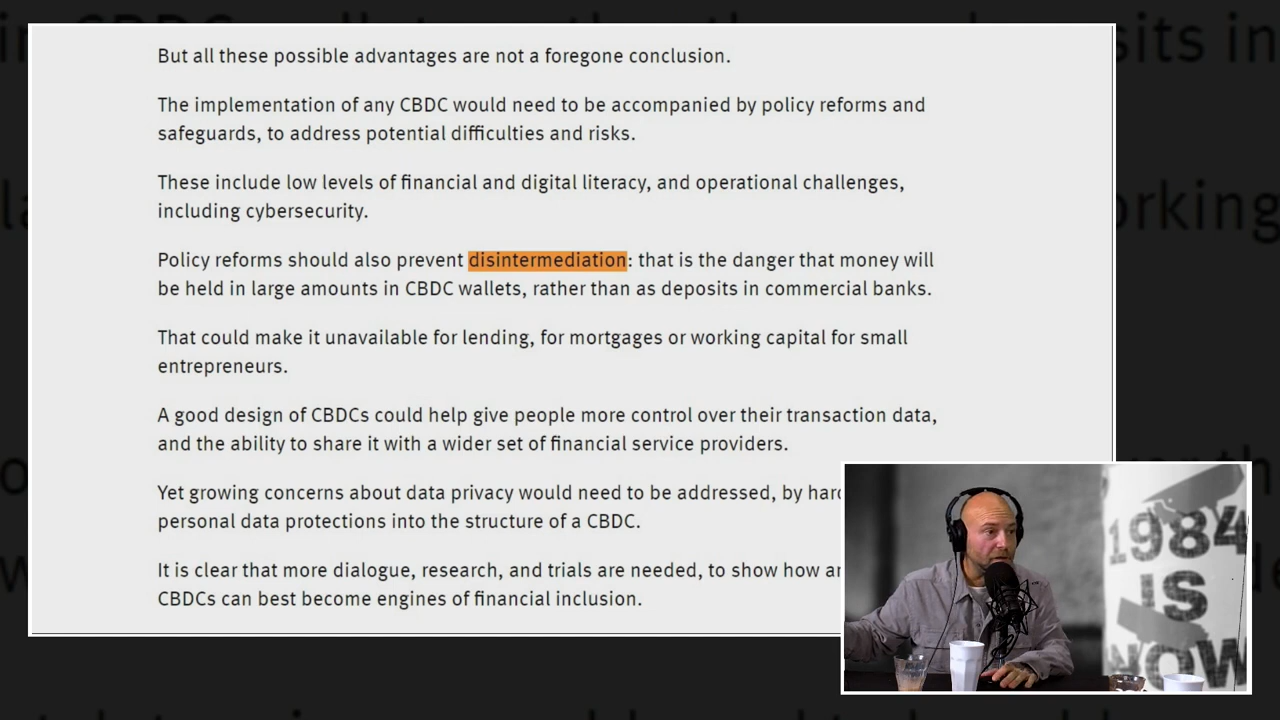 But all these possible advantages are not a foregone conclusion.
The implementation of any CBDC would need to be accompanied by policy reforms and
safeguards, to address potential difficulties and risks.
These include low levels of financial and digital literacy, and operational challenges,
including cybersecurity.
Policy reforms should also prevent disintermediation: that is the danger that money will
be held in large amounts in CBDC wallets, rather than as deposits in commercial banks.
That could make it unavailable for lending, for mortgages or working capital for small
entrepreneurs.
A good design of CBDCs could help give people more control over their transaction data,
and the ability to share it with a wider set of financial service providers.
Yet growing concerns about data privacy would need to be addressed, by
personal data protections into the structure of a CBDC.
It is clear that more dialogue, research, and trials are needed, to show how
CBDCs can best become engines of financial inclusion.
1984
IS
NOW